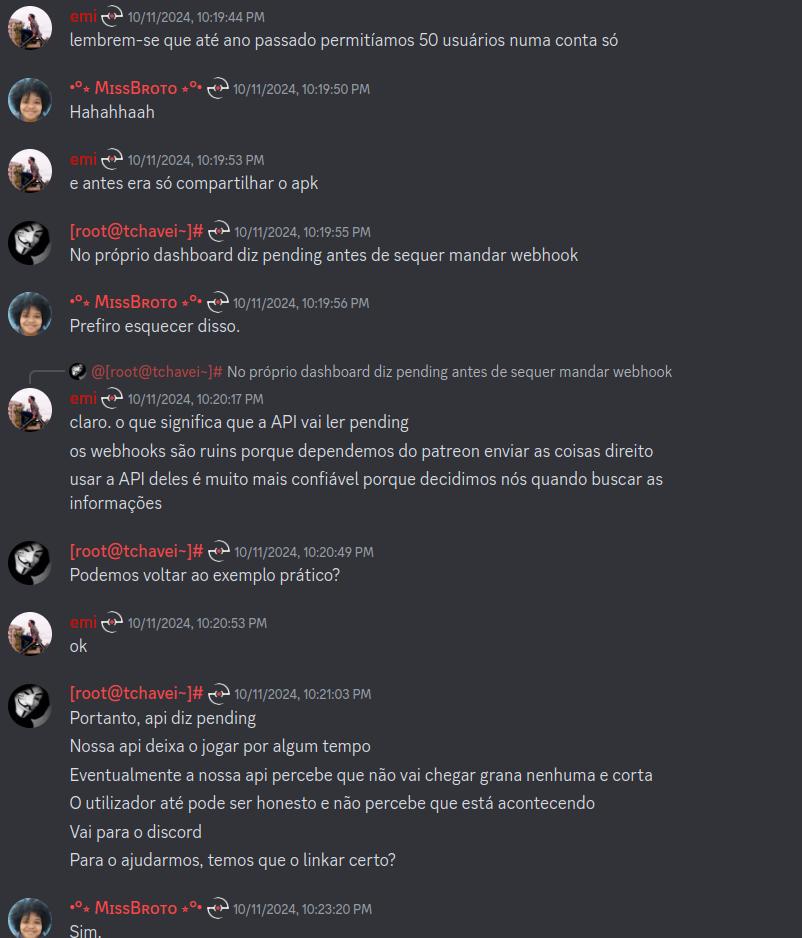 emi 10/11/2024, 10:19:44 PM
lembrem-se que até ano passado permitíamos 50 usuários numa conta só
•°⋆ MɪssBʀᴏᴛᴏ ⋆°• 10/11/2024, 10:19:50 PM
Hahahhaah
emi 10/11/2024, 10:19:53 PM
e antes era só compartilhar o apk
[root@tchavei~]# 10/11/2024, 10:19:55 PM
No próprio dashboard diz pending antes de sequer mandar webhook
•°⋆ MɪssBʀᴏᴛᴏ ⋆°• 10/11/2024, 10:19:56 PM
Prefiro esquecer disso.
@[root@tchavei~]# No próprio dashboard diz pending antes de sequer mandar webhook
emi 10/11/2024, 10:20:17 PM
claro. o que significa que a API vai ler pending
os webhooks são ruins porque dependemos do patreon enviar as coisas direito
usar a API deles é muito mais confiável porque decidimos nós quando buscar as
informações
[root@tchavei~]# 10/11/2024, 10:20:49 PM
Podemos voltar ao exemplo prático?
emi 10/11/2024, 10:20:53 PM
ok
[root@tchavei~]# 10/11/2024, 10:21:03 PM
Portanto, api diz pending
Nossa api deixa o jogar por algum tempo
Eventualmente a nossa api percebe que não vai chegar grana nenhuma e corta
O utilizador até pode ser honesto e não percebe que está acontecendo
Vai para o discord
Para o ajudarmos, temos que o linkar certo?
•°⋆ MɪssBʀᴏᴛᴏ ⋆°• 10/11/2024, 10:23:20 PM
Sim.